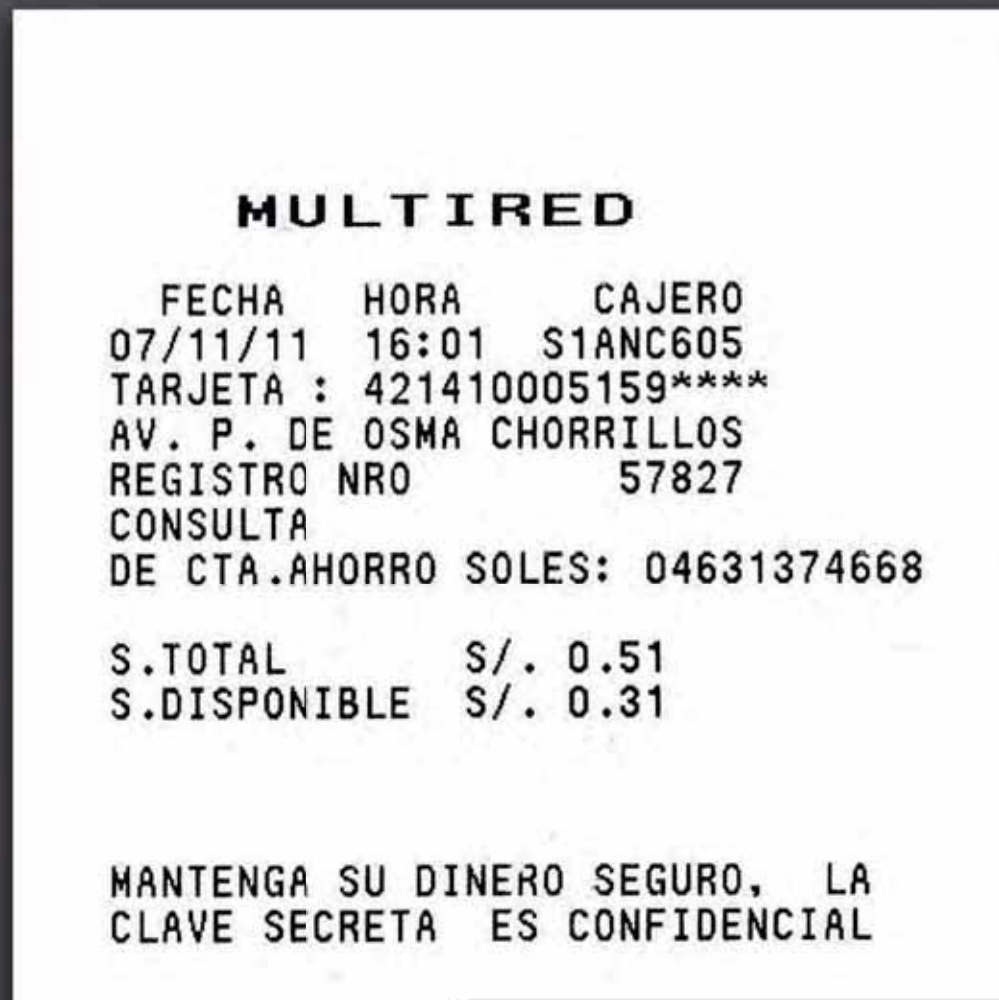 MULTIRED
FECHA HORA CAJERO
07/11/11 16:01 S1ANC605
TARJETA : 421410005159****
AV. P. DE OSMA CHORRILLOS
REGISTRO NRO 57827
CONSULTA
DE CTA.AHORRO SOLES: 04631374668
S.TOTAL S/. 0.51
S.DISPONIBLE S/. 0.31
MANTENGA SU DINERO SEGURO, LA
CLAVE SECRETA ES CONFIDENCIAL